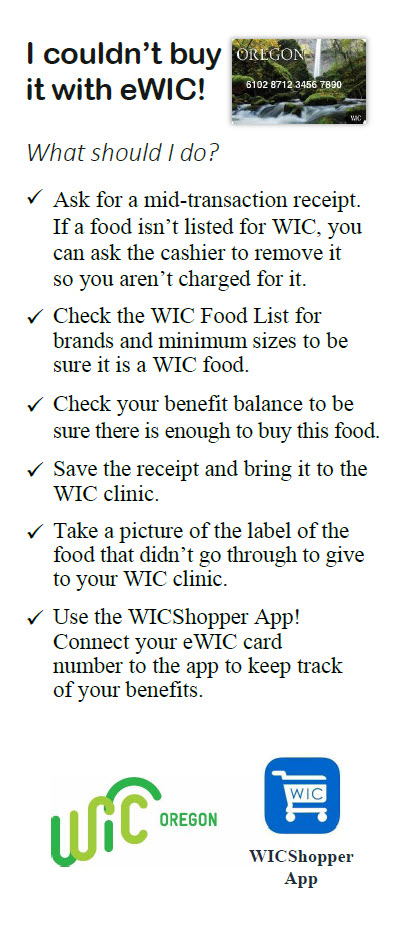 I couldn’t buy
it with eWIC!
OREGON
6102 8712 3456 7890
WIC
What should I do?
✓ Ask for a mid-transaction receipt.
If a food isn’t listed for WIC, you
can ask the cashier to remove it
so you aren’t charged for it.
✓ Check the WIC Food List for
brands and minimum sizes to be
sure it is a WIC food.
✓ Check your benefit balance to be
sure there is enough to buy this food.
✓ Save the receipt and bring it to the
WIC clinic.
✓ Take a picture of the label of the
food that didn’t go through to give
to your WIC clinic.
✓ Use the WICShopper App!
Connect your eWIC card
number to the app to keep track
of your benefits.
wic OREGON
WIC
WICShopper
App